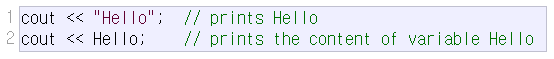 1 cout << "Hello";  // prints Hello
2 cout << Hello;    // prints the content of variable Hello